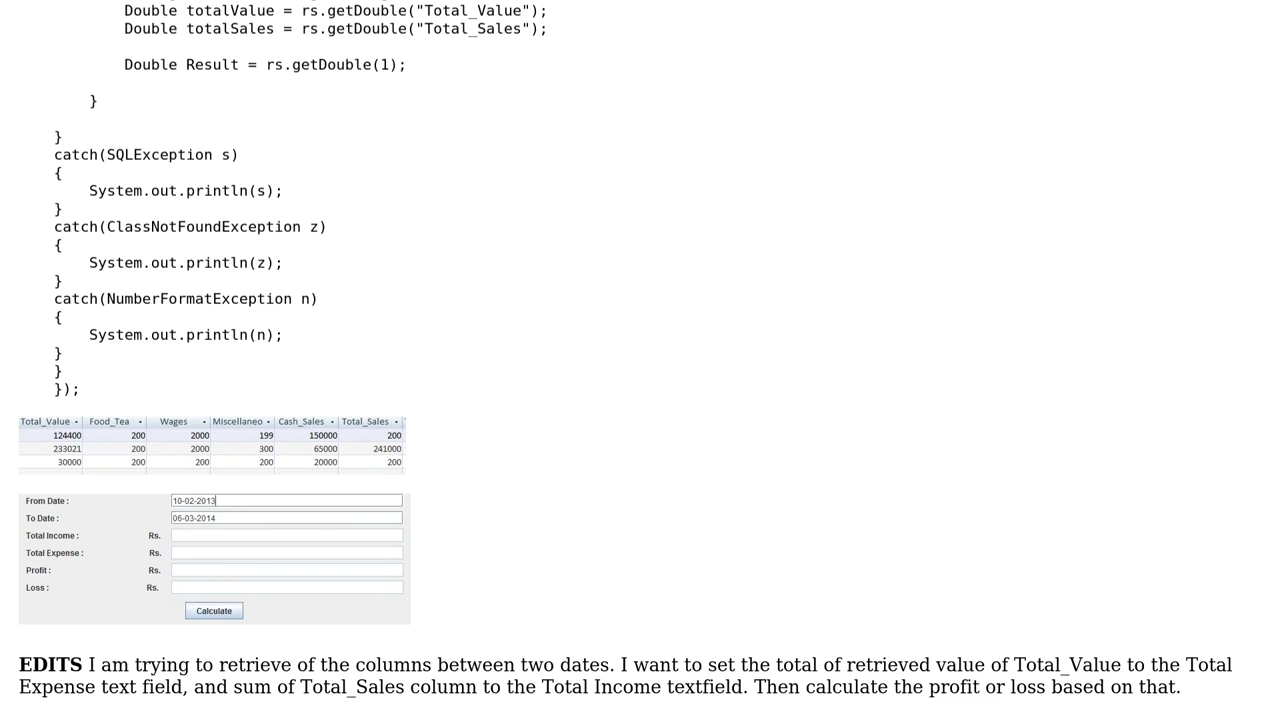 Double totalValue = rs.getDouble("Total_Value");
Double totalSales = rs.getDouble("Total_Sales");
Double Result = rs.getDouble(1);
}
}
catch(SQLException s)
{
System.out.println(s);
}
catch(ClassNotFoundException z)
{
System.out.println(z);
}
catch(NumberFormatException n)
{
System.out.println(n);
}
}
});
Total_Value Food_Tea Wages Miscellaneo Cash_Sales Total_Sales
124400 200 2000 199 150000 200
233021 200 2000 300 65000 241000
30000 200 200 200 20000 200
From Date : 10-02-2013
To Date : 06-03-2014
Total Income : Rs.
Total Expense : Rs.
Profit : Rs.
Loss : Rs.
Calculate
EDITS I am trying to retrieve of the columns between two dates. I want to set the total of retrieved value of Total_Value to the Total
Expense text field, and sum of Total_Sales column to the Total Income textfield. Then calculate the profit or loss based on that.